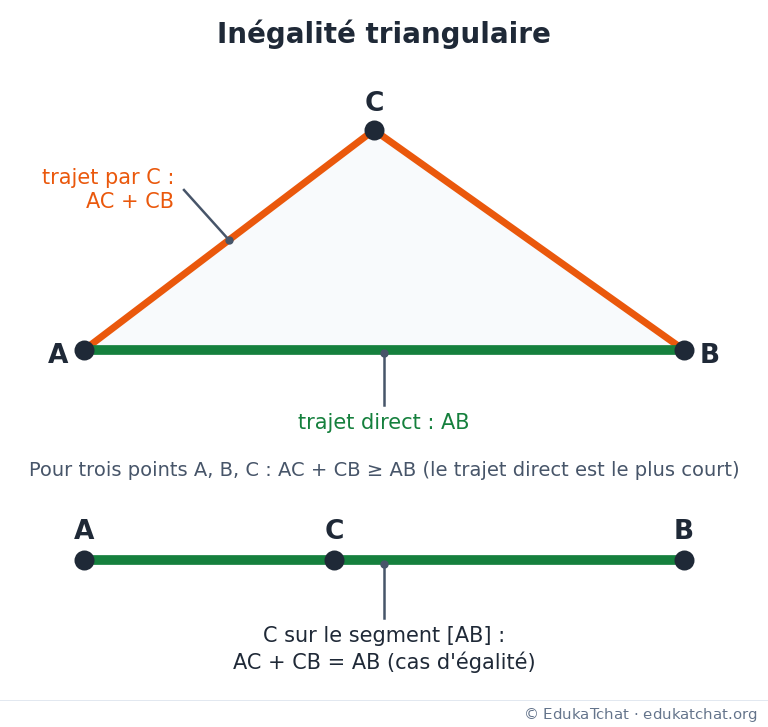 Inégalité triangulaire
C
trajet par C :
AC + CB
A
B
trajet direct : AB
Pour trois points A, B, C : AC + CB ≥ AB (le trajet direct est le plus court)
A
C
B
C sur le segment [AB] :
AC + CB = AB (cas d'égalité)
© EdukaTchat · edukatchat.org